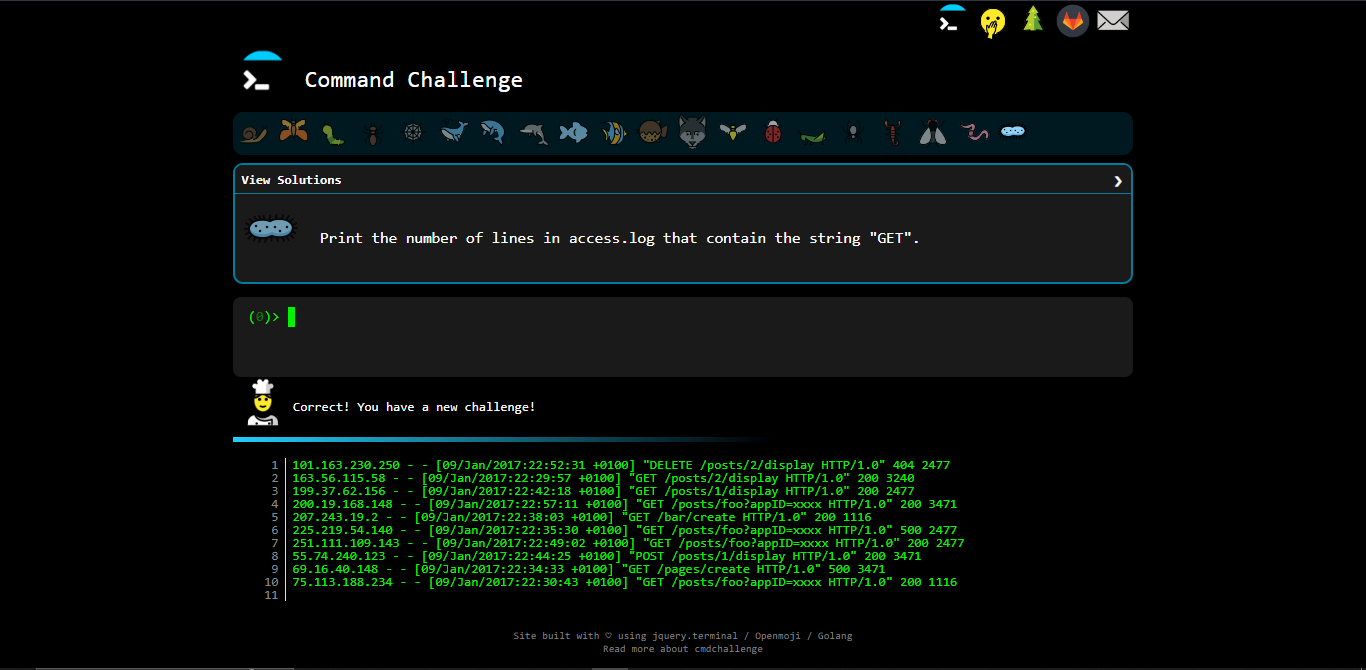 Command Challenge
View Solutions
Print the number of lines in access.log that contain the string "GET".
(0)>
Correct! You have a new challenge!
1 101.163.230.250 - - [09/Jan/2017:22:52:31 +0100] "DELETE /posts/2/display HTTP/1.0" 404 2477
2 163.56.115.58 - - [09/Jan/2017:22:29:57 +0100] "GET /posts/2/display HTTP/1.0" 200 3240
3 199.37.62.156 - - [09/Jan/2017:22:42:18 +0100] "GET /posts/1/display HTTP/1.0" 200 2477
4 200.19.168.148 - - [09/Jan/2017:22:57:11 +0100] "GET /posts/foo?appID=xxxx HTTP/1.0" 200 3471
5 207.243.19.2 - - [09/Jan/2017:22:38:03 +0100] "GET /bar/create HTTP/1.0" 200 1116
6 225.219.54.140 - - [09/Jan/2017:22:35:30 +0100] "GET /posts/foo?appID=xxxx HTTP/1.0" 500 2477
7 251.111.109.143 - - [09/Jan/2017:22:49:02 +0100] "GET /posts/foo?appID=xxxx HTTP/1.0" 200 2477
8 55.74.240.123 - - [09/Jan/2017:22:44:25 +0100] "POST /posts/1/display HTTP/1.0" 200 3471
9 69.16.40.148 - - [09/Jan/2017:22:34:33 +0100] "GET /pages/create HTTP/1.0" 500 3471
10 75.113.188.234 - - [09/Jan/2017:22:30:43 +0100] "GET /posts/foo?appID=xxxx HTTP/1.0" 200 1116
11
Site built with ♡ using jquery.terminal / Openmoji / Golang
Read more about cmdchallenge